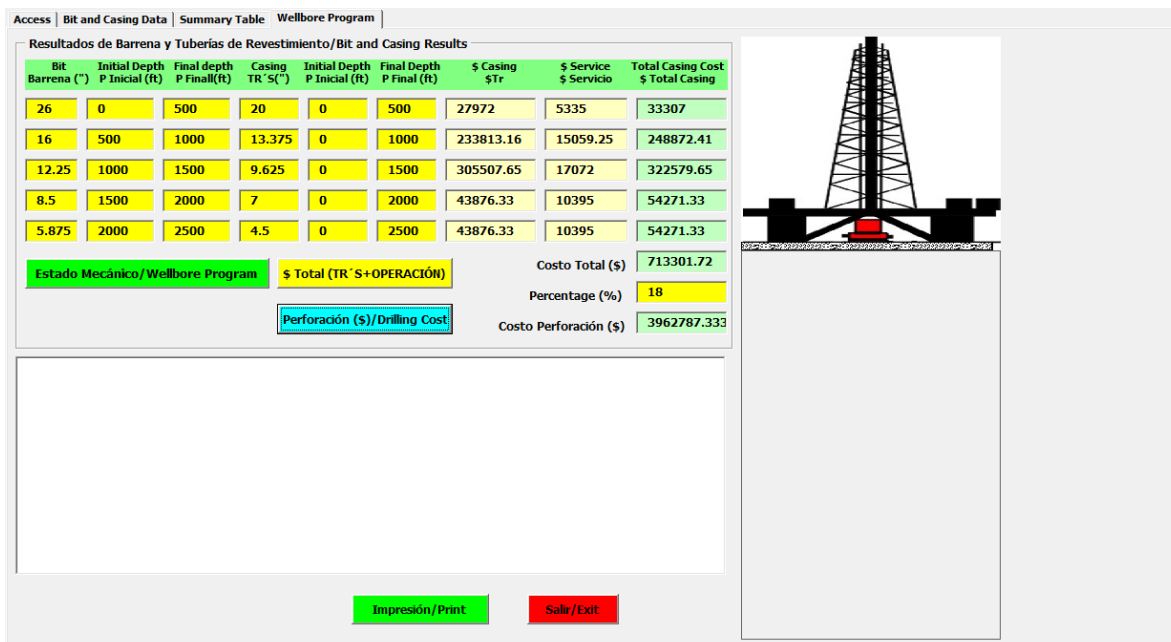 Access Bit and Casing Data Summary Table Wellbore Program
Resultados de Barrena y Tuberías de Revestimiento/Bit and Casing Results
Bit Initial Depth Final depth Casing Initial Depth Final Depth $ Casing $ Service Total Casing Cost
Barrena (") P Inicial (ft) P Finall(ft) TR´S(") P Inicial (ft) P Final (ft) $Tr $ Servicio $ Total Casing
26 0 500 20 0 500 27972 5335 33307
16 500 1000 13.375 0 1000 233813.16 15059.25 248872.41
12.25 1000 1500 9.625 0 1500 305507.65 17072 322579.65
8.5 1500 2000 7 0 2000 43876.33 10395 54271.33
5.875 2000 2500 4.5 0 2500 43876.33 10395 54271.33
Estado Mecánico/Wellbore Program $ Total (TR´S+OPERACIÓN) Costo Total ($) 713301.72
Percentage (%) 18
Perforación ($)/Drilling Cost Costo Perforación ($) 3962787.333
Impresión/Print Salir/Exit